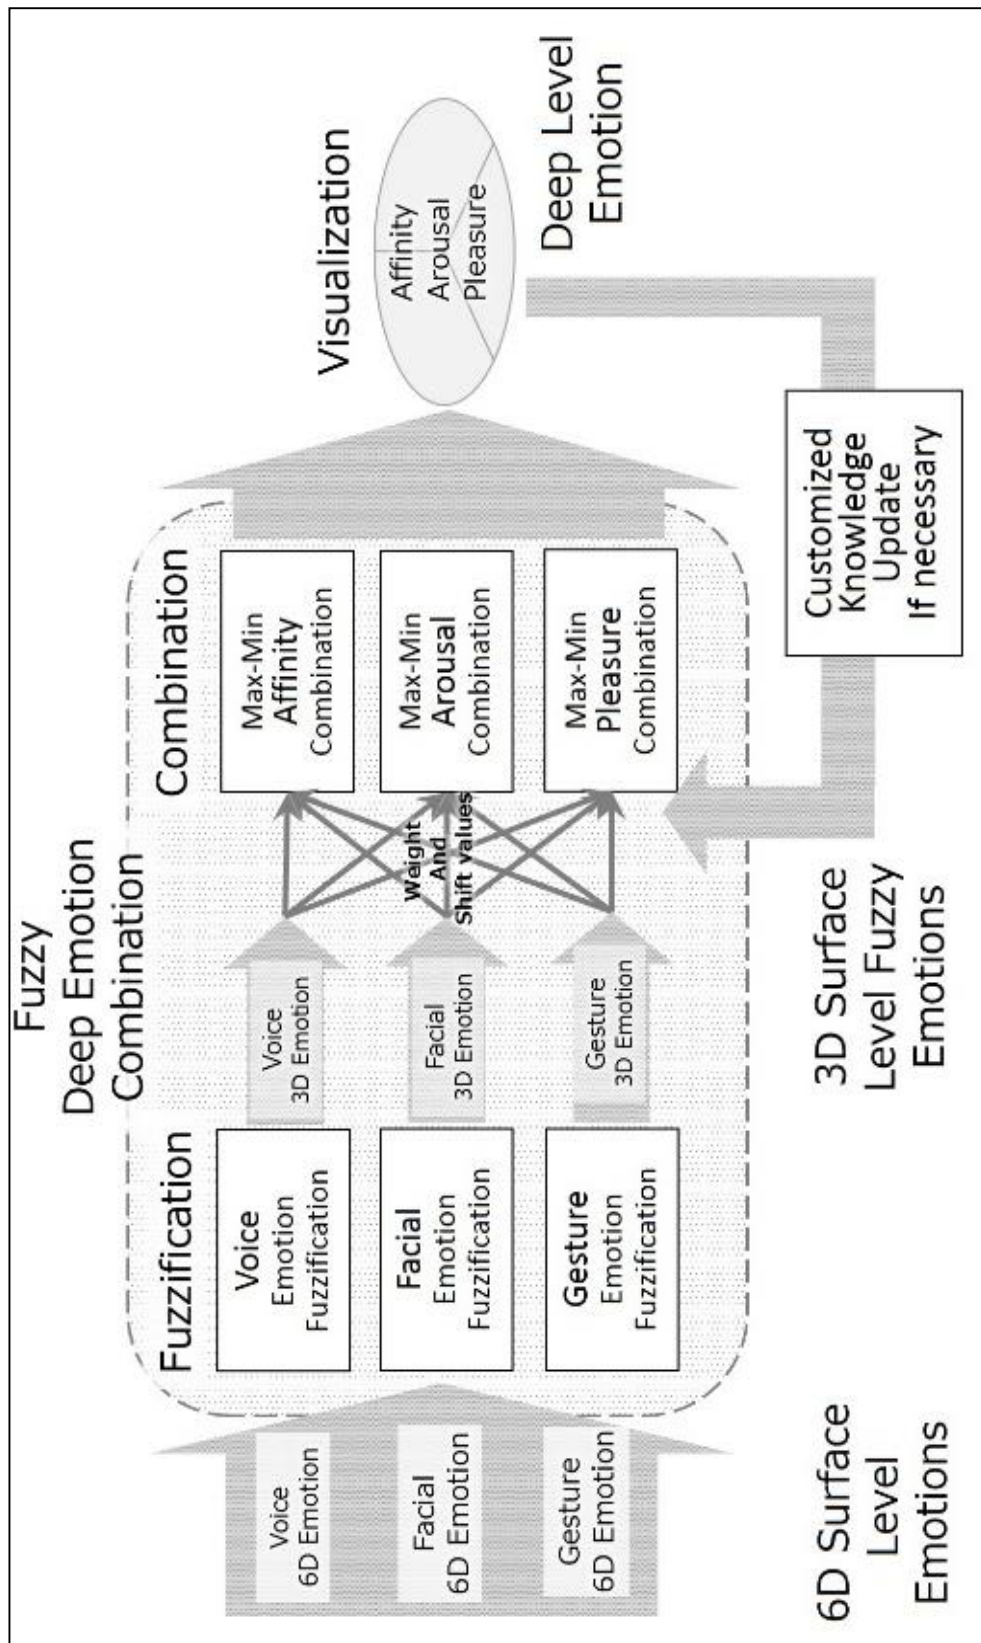 Fuzzy
Deep Emotion
Combination
Fuzzification
Combination
Visualization
Voice
6D Emotion
Facial
6D Emotion
Gesture
6D Emotion
Voice
Emotion
Fuzzification
Facial
Emotion
Fuzzification
Gesture
Emotion
Fuzzification
Voice
3D Emotion
Facial
3D Emotion
Gesture
3D Emotion
Weight
And
Shift values
Max-Min
Affinity
Combination
Max-Min
Arousal
Combination
Max-Min
Pleasure
Combination
Affinity
Arousal
Pleasure
Deep Level
Emotion
Customized
Knowledge
Update
If necessary
6D Surface
Level
Emotions
3D Surface
Level Fuzzy
Emotions